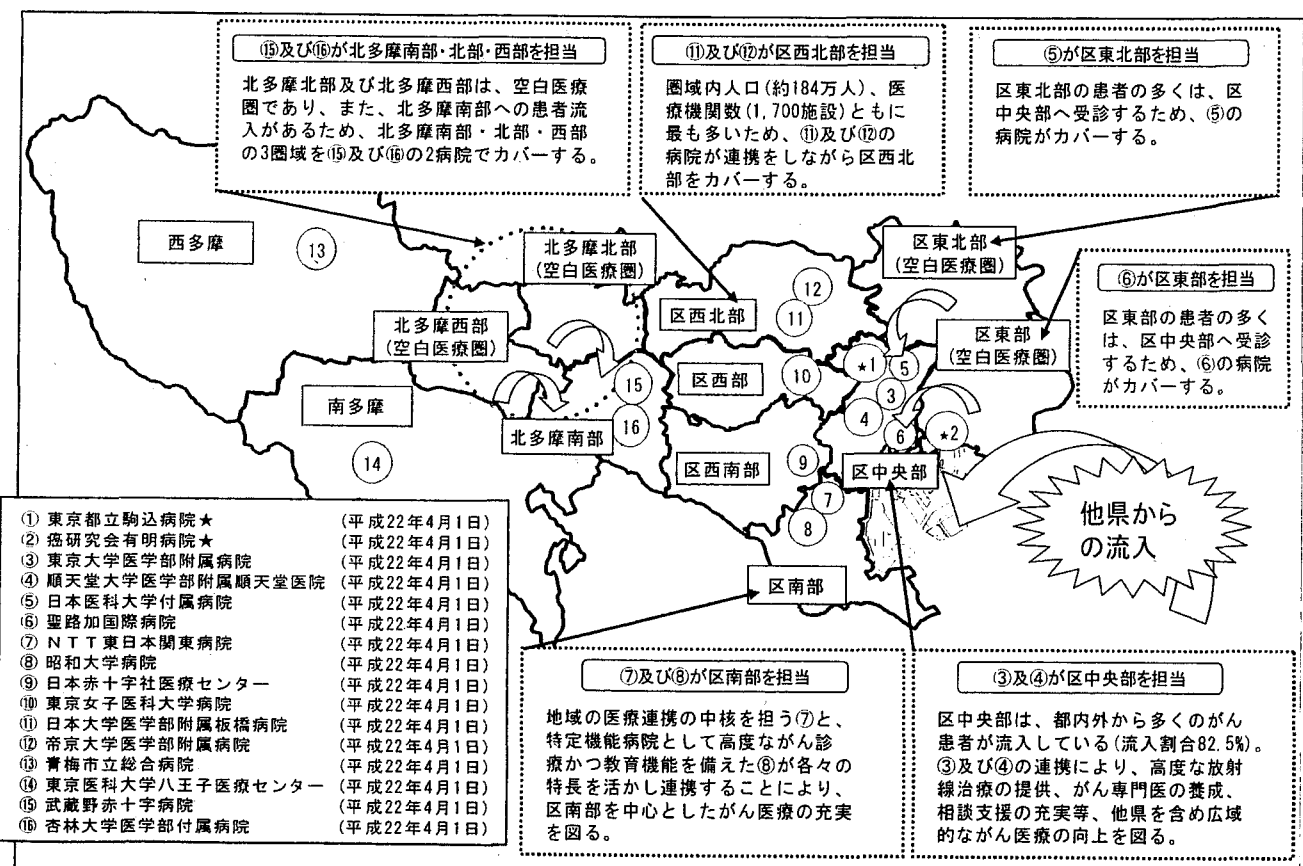 ⑮及び⑯が北多摩南部・北部・西部を担当
北多摩北部及び北多摩西部は、空白医療
圏であり、また、北多摩南部への患者流
入があるため、北多摩南部・北部・西部
の3圏域を⑮及び⑯の2病院でカバーする。
⑪及び⑫が区西北部を担当
圏域内人口(約184万人)、医
療機関数(1,700施設)ともに
最も多いため、⑪及び⑫の
病院が連携をしながら区西北
部をカバーする。
⑤が区東北部を担当
区東北部の患者の多くは、区
中央部へ受診するため、⑤の
病院がカバーする。
⑥が区東部を担当
区東部の患者の多く
は、区中央部へ受診
するため、⑥の病院
がカバーする。
西多摩
⑬
北多摩北部
(空白医療圏)
区東北部
(空白医療圏)
区西北部
⑫
⑪
北多摩西部
(空白医療圏)
区東部
(空白医療圏)
南多摩
⑭
⑮
⑯
北多摩南部
区西部
⑩
★1
⑤
③
④
⑥
★2
区西南部
⑨
区中央部
⑦
⑧
区南部
他県から
の流入
① 東京都立駒込病院★ (平成22年4月1日)
② 癌研究会有明病院★ (平成22年4月1日)
③ 東京大学医学部附属病院 (平成22年4月1日)
④ 順天堂大学医学部附属順天堂医院 (平成22年4月1日)
⑤ 日本医科大学付属病院 (平成22年4月1日)
⑥ 聖路加国際病院 (平成22年4月1日)
⑦ NTT東日本関東病院 (平成22年4月1日)
⑧ 昭和大学病院 (平成22年4月1日)
⑨ 日本赤十字社医療センター (平成22年4月1日)
⑩ 東京女子医科大学病院 (平成22年4月1日)
⑪ 日本大学医学部附属板橋病院 (平成22年4月1日)
⑫ 帝京大学医学部附属病院 (平成22年4月1日)
⑬ 青梅市立総合病院 (平成22年4月1日)
⑭ 東京医科大学八王子医療センター (平成22年4月1日)
⑮ 武蔵野赤十字病院 (平成22年4月1日)
⑯ 杏林大学医学部付属病院 (平成22年4月1日)
⑦及び⑧が区南部を担当
地域の医療連携の中核を担う⑦と、
特定機能病院として高度ながん診
療かつ教育機能を備えた⑧が各々の
特長を活かし連携することにより、
区南部を中心としたがん医療の充実
を図る。
③及④が区中央部を担当
区中央部は、都内外から多くのがん
患者が流入している(流入割合82.5%)。
③及び④の連携により、高度な放射
線治療の提供、がん専門医の養成、
相談支援の充実等、他県を含め広域
的ながん医療の向上を図る。